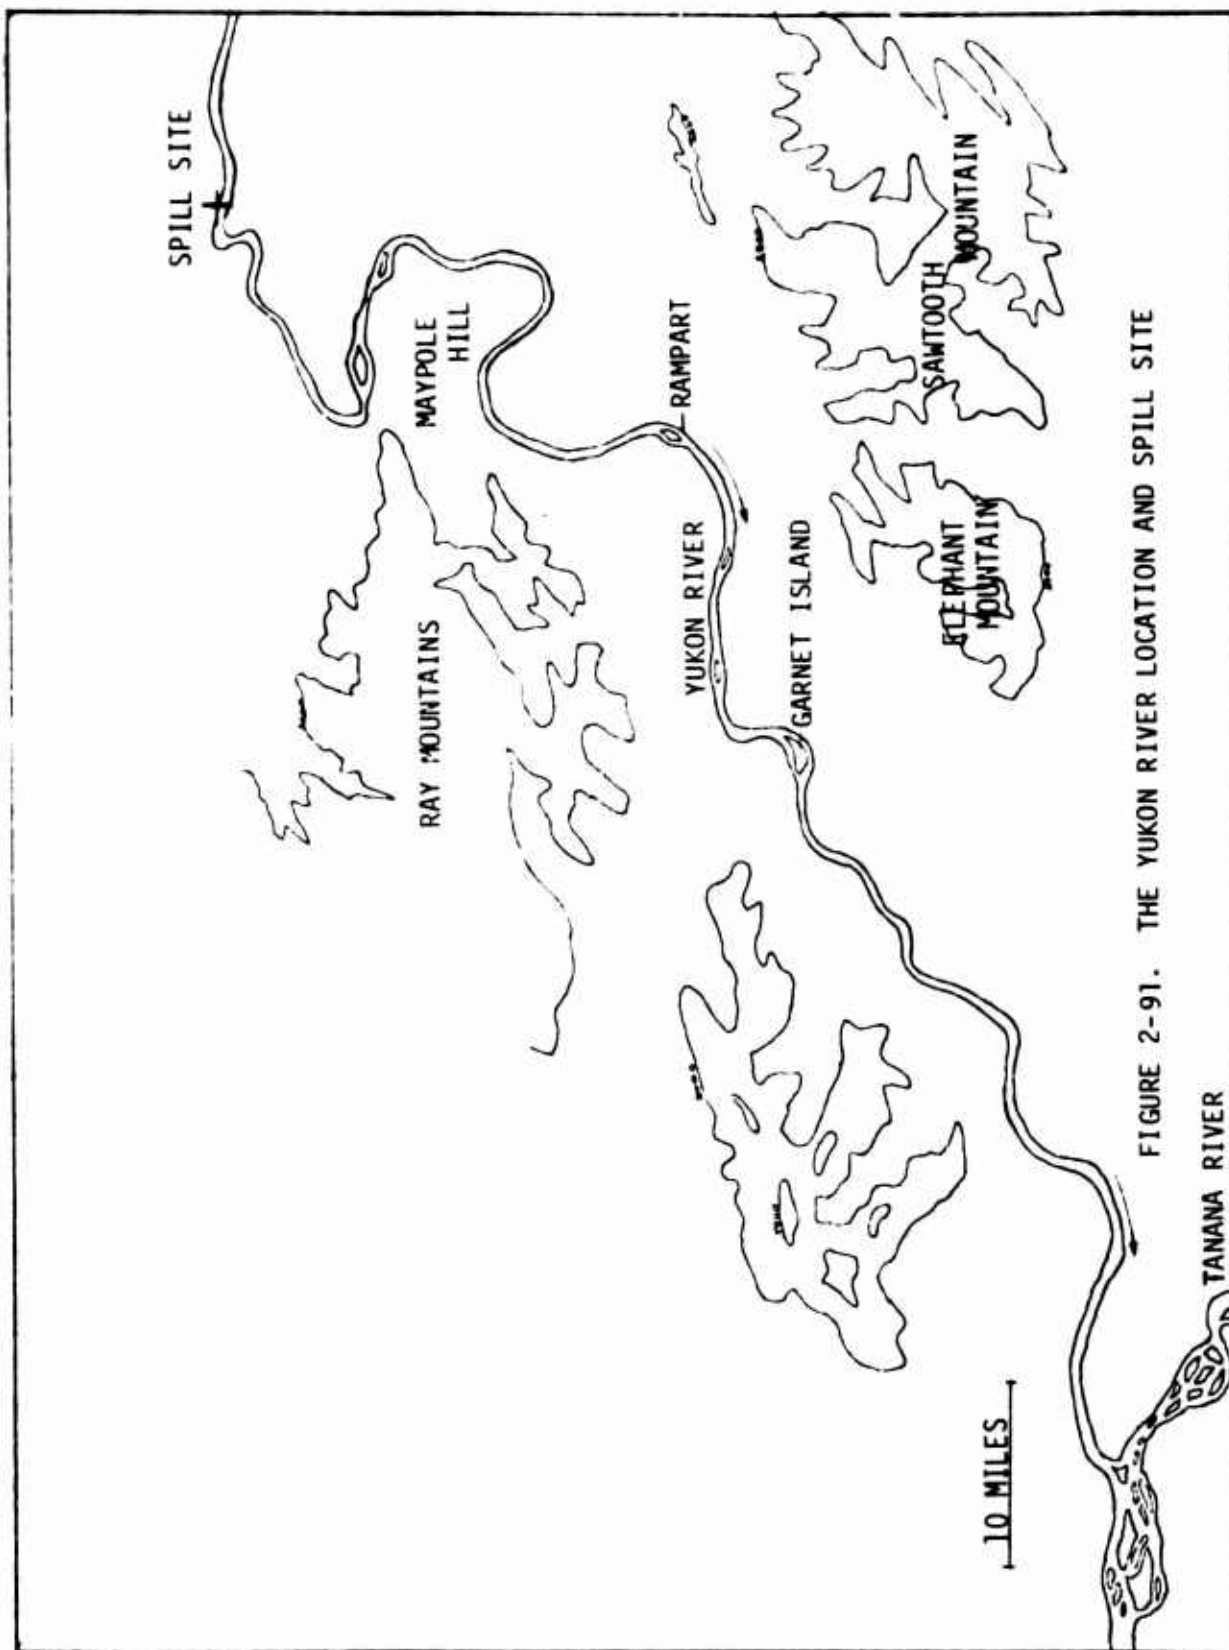 SPILL SITE
MAYPOLE
HILL
RAY MOUNTAINS
RAMPART
YUKON RIVER
GARNET ISLAND
SAWTOOTH MOUNTAIN
ELEPHANT
MOUNTAIN
10 MILES
TANANA RIVER
FIGURE 2-91. THE YUKON RIVER LOCATION AND SPILL SITE